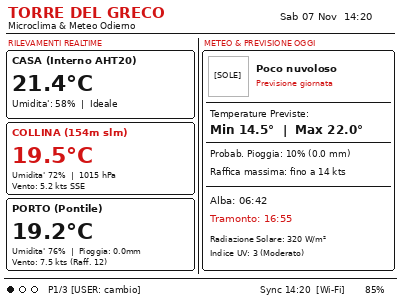 TORRE DEL GRECO
Microclima & Meteo Odierno
Sab 07 Nov  14:20
RILEVAMENTI REALTIME
CASA (Interno AHT20)
21.4°C
Umidita': 58%  |  Ideale
COLLINA (154m slm)
19.5°C
Umidita' 72%  |  1015 hPa
Vento: 5.2 kts SSE
PORTO (Pontile)
19.2°C
Umidita' 76%  |  Pioggia: 0.0mm
Vento: 7.5 kts (Raff. 12)
METEO & PREVISIONE OGGI
[SOLE]
Poco nuvoloso
Previsione giornata
Temperature Previste:
Min 14.5°  |  Max 22.0°
Probab. Pioggia: 10% (0.0 mm)
Raffica massima: fino a 14 kts
Alba: 06:42
Tramonto: 16:55
Radiazione Solare: 320 W/m²
Indice UV: 3 (Moderato)
P1/3 [USER: cambio]
Sync 14:20  [Wi-Fi]
85%